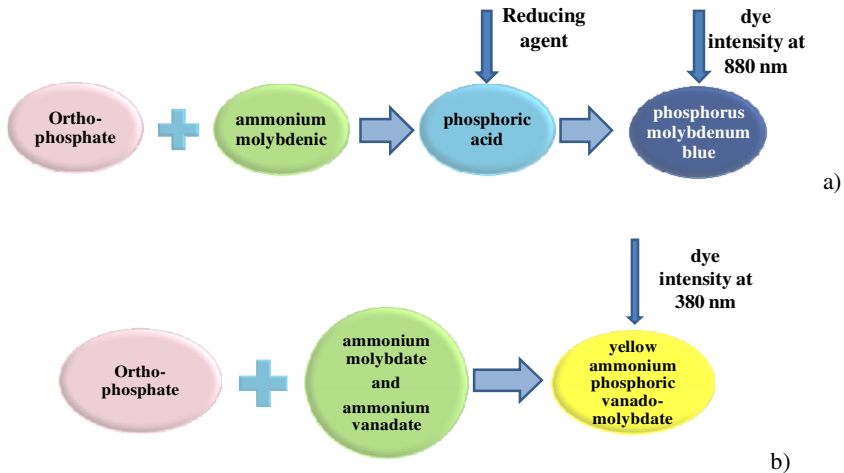 Reducing
agent
dye
intensity at
880 nm
Ortho-
phosphate
ammonium
molybdenic
phosphoric
acid
phosphorus
molybdenum
blue
a)
dye
intensity at
380 nm
Ortho-
phosphate
ammonium
molybdate
and
ammonium
vanadate
yellow
ammonium
phosphoric
vanado-
molybdate
b)